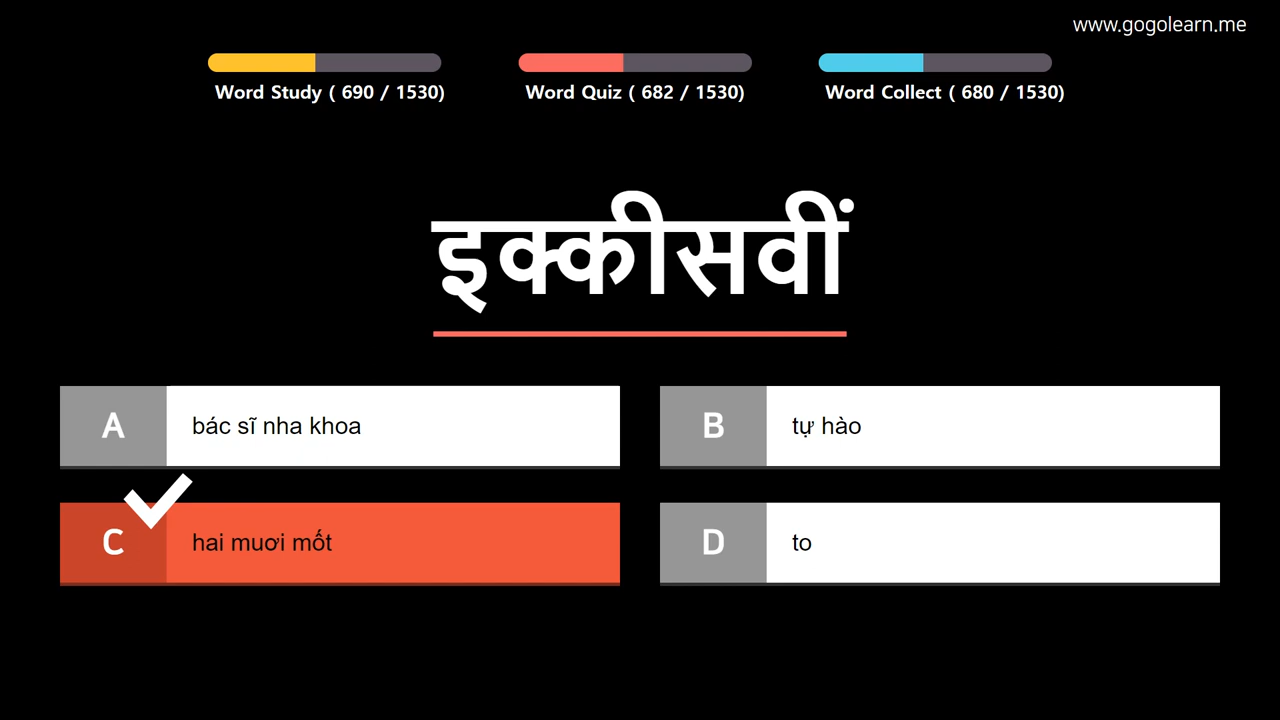 www.gogolearn.me
Word Study ( 690 / 1530)
Word Quiz ( 682 / 1530)
Word Collect ( 680 / 1530)
इक्कीसवीं
A bác sĩ nha khoa
B tự hào
C hai mươi mốt
D to